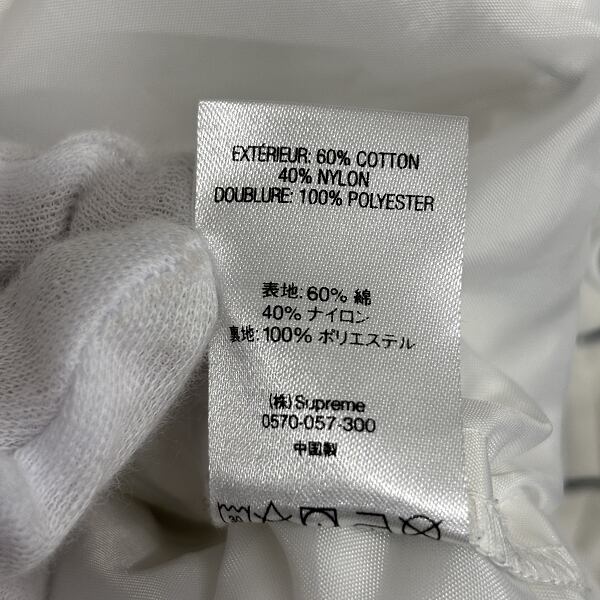 EXTÉRIEUR: 60% COTTON
40% NYLON
DOUBLURE: 100% POLYESTER
表地: 60% 綿
40% ナイロン
裏地: 100% ポリエステル
(株) Supreme
0570-057-300
中国製
30